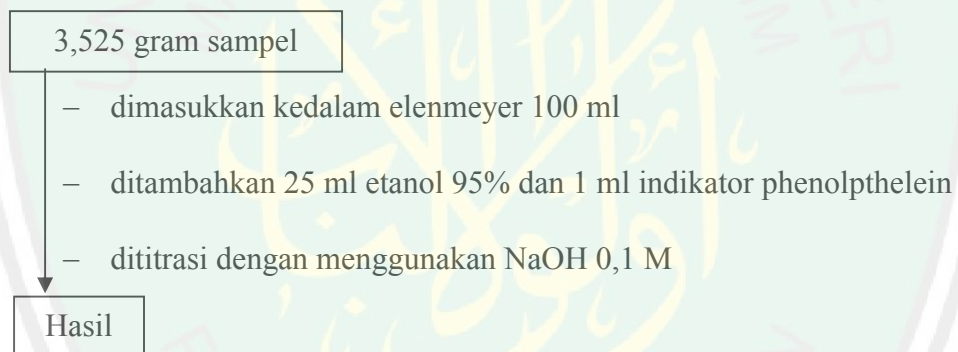 3,525 gram sampel
– dimasukkan kedalam elenmeyer 100 ml
– ditambahkan 25 ml etanol 95% dan 1 ml indikator phenolpthelein
– dititrasi dengan menggunakan NaOH 0,1 M
Hasil